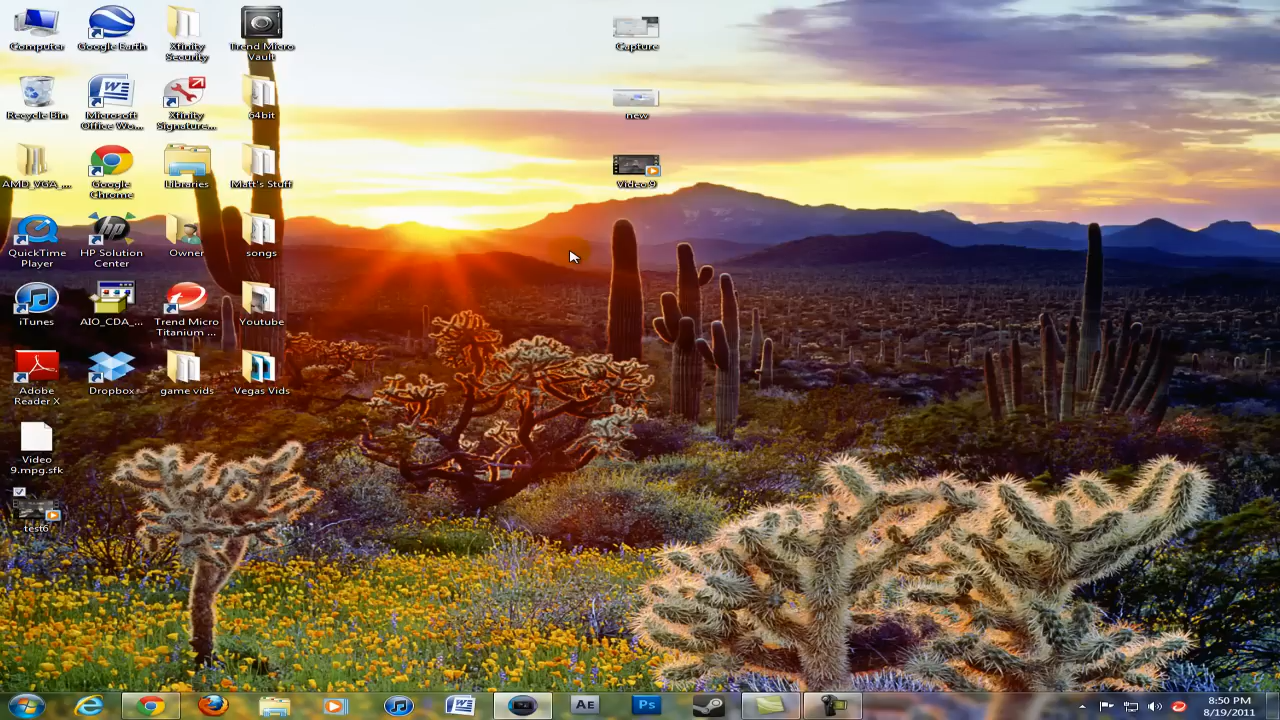 Computer
Google Earth
Xfinity
Security
Trend Micro
Vault
Capture
Recycle Bin
Microsoft
Office Wo...
Xfinity
Signature...
64bit
new
AMD_VGA_...
Google
Chrome
Libraries
Matt's Stuff
Video 9
QuickTime
Player
HP Solution
Center
Owner
songs
iTunes
AIO_CDA_...
Trend Micro
Titanium ...
Youtube
Adobe
Reader X
Dropbox
game vids
Vegas Vids
Video
9.mpg.sfk
test6
AE
Ps
8:50 PM
8/19/2011